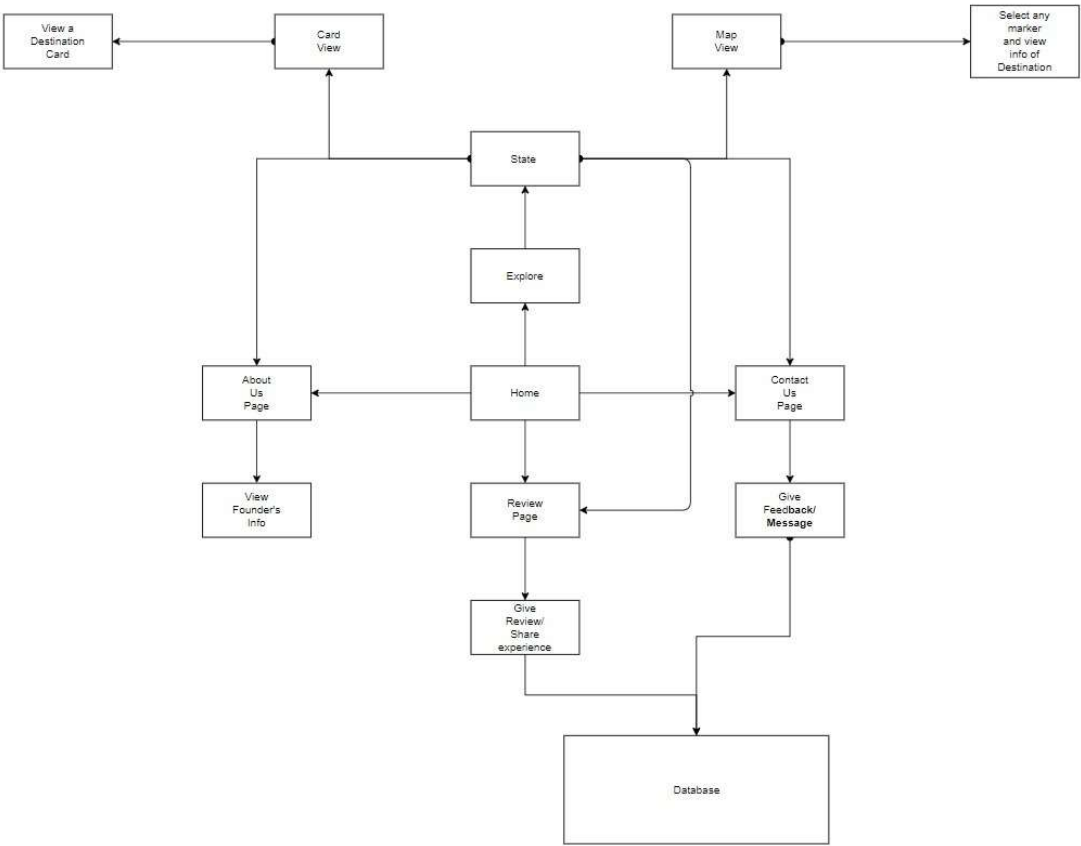 View a
Destination
Card
Card
View
Map
View
Select any
marker
and view
info of
Destination
State
Explore
About
Us
Page
Home
Contact
Us
Page
View
Founder's
Info
Review
Page
Give
Feedback/
Message
Give
Review/
Share
experience
Database